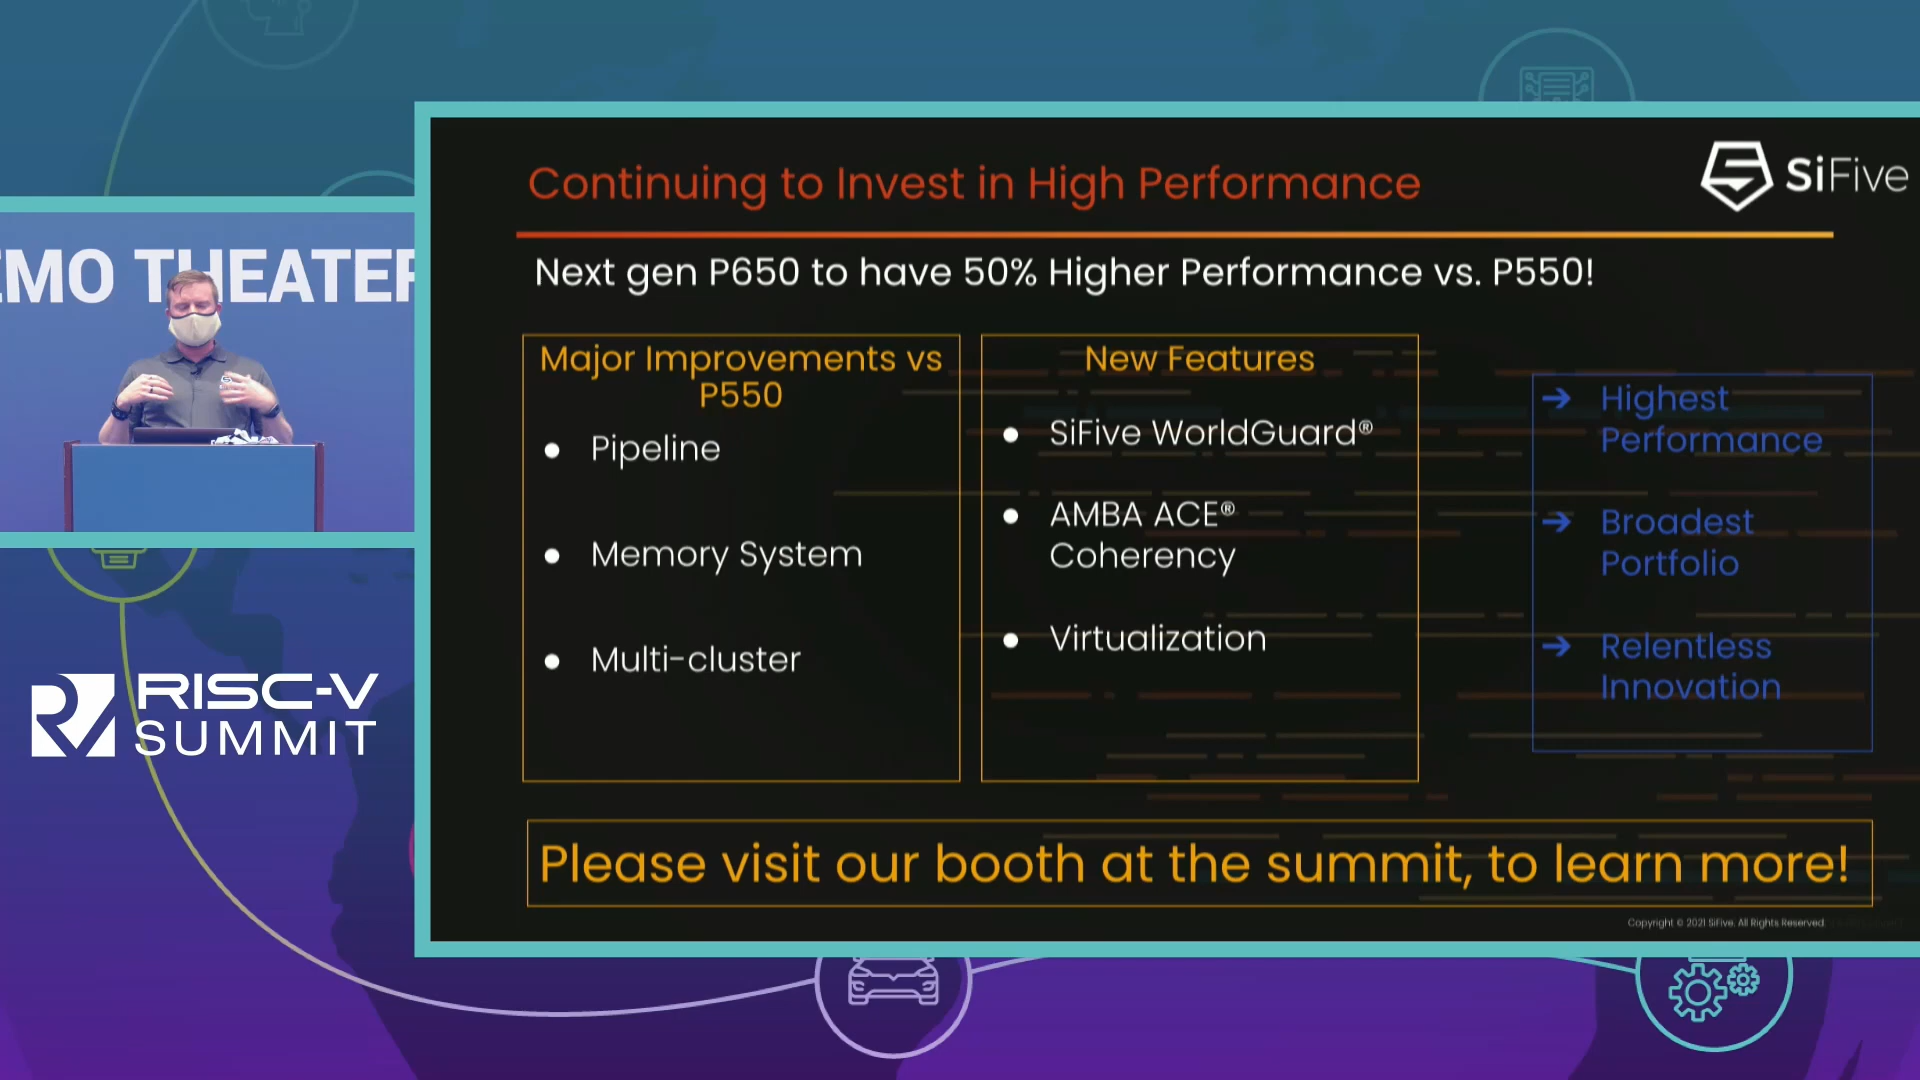 Continuing to Invest in High Performance
SiFive
Next gen P650 to have 50% Higher Performance vs. P550!
Major Improvements vs
P550
● Pipeline
● Memory System
● Multi-cluster
New Features
● SiFive WorldGuard®
● AMBA ACE®
Coherency
● Virtualization
➔ Highest
Performance
➔ Broadest
Portfolio
➔ Relentless
Innovation
Please visit our booth at the summit, to learn more!
Copyright © 2021 SiFive. All Rights Reserved.
EMO THEATER
RISC-V
SUMMIT